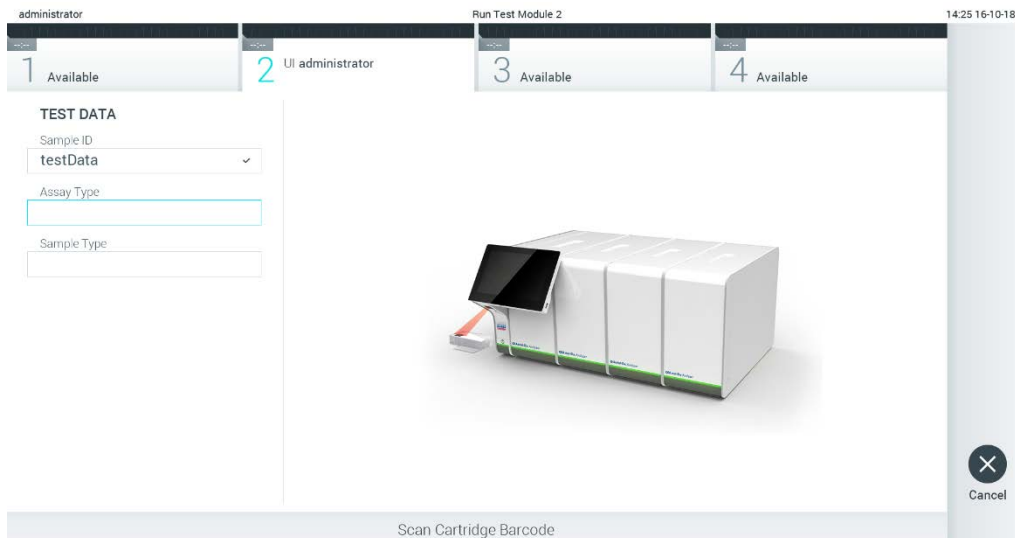 administrator Run Test Module 2 14:25 16-10-18
--:-- --:-- --:-- --:--
1 Available 2 UI administrator 3 Available 4 Available
TEST DATA
Sample ID
testData
Assay Type
Sample Type
Cancel
Scan Cartridge Barcode